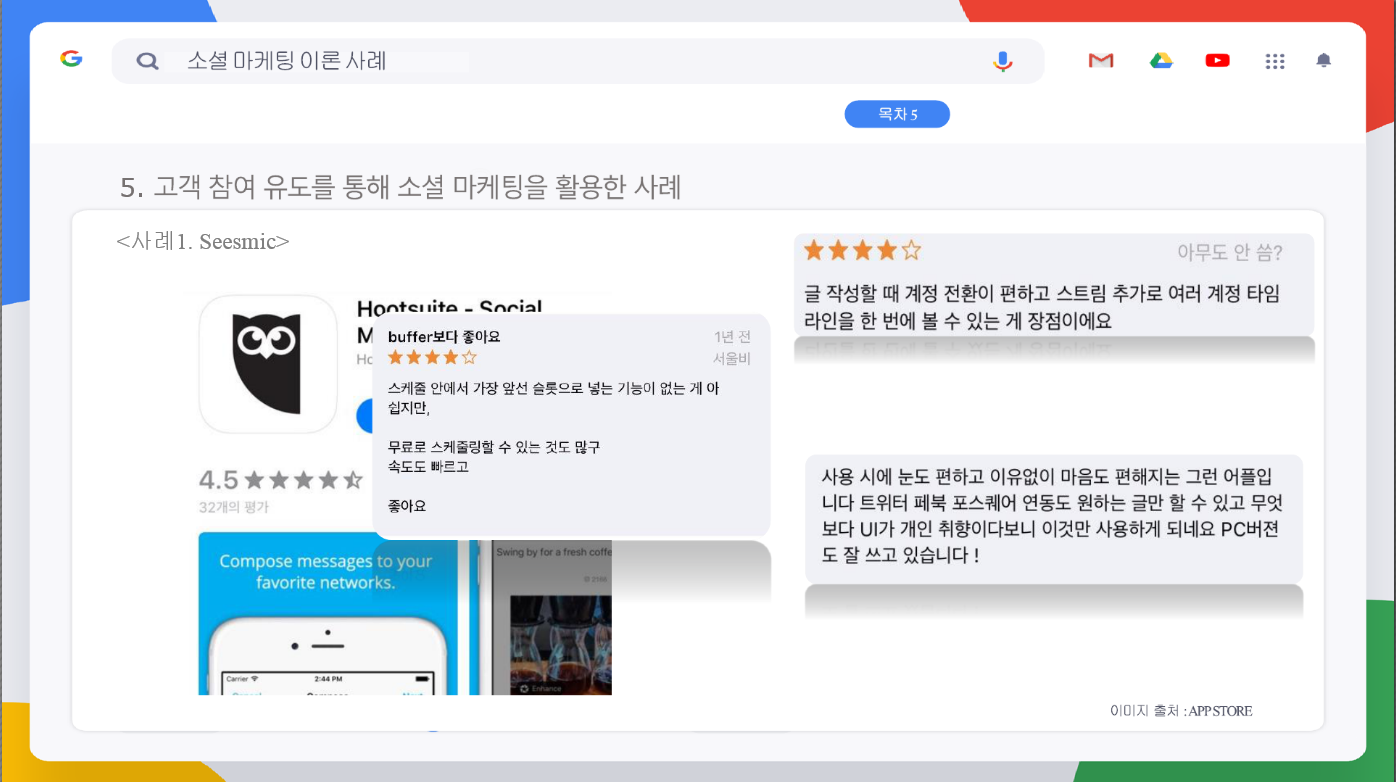 소셜 마케팅 이론 사례
목차 5
5. 고객 참여 유도를 통해 소셜 마케팅을 활용한 사례
<사례1. Seesmic>
Hootsuite - Social
M
Ho
4.5
32개의 평가
Compose messages to your
favorite networks.
Carrier
2:44 PM
buffer보다 좋아요
1년 전
서울비
스케줄 안에서 가장 앞선 슬롯으로 넣는 기능이 없는 게 아
쉽지만,
무료로 스케줄링할 수 있는 것도 많구
속도도 빠르고
좋아요
Swing by for a fresh coffe
2188
Enhance
아무도 안 씀?
글 작성할 때 계정 전환이 편하고 스트림 추가로 여러 계정 타임
라인을 한 번에 볼 수 있는 게 장점이에요
사용 시에 눈도 편하고 이유없이 마음도 편해지는 그런 어플입
니다 트위터 페북 포스퀘어 연동도 원하는 글만 할 수 있고 무엇
보다 UI가 개인 취향이다보니 이것만 사용하게 되네요 PC버젼
도 잘 쓰고 있습니다 !
이미지 출처 : APP STORE